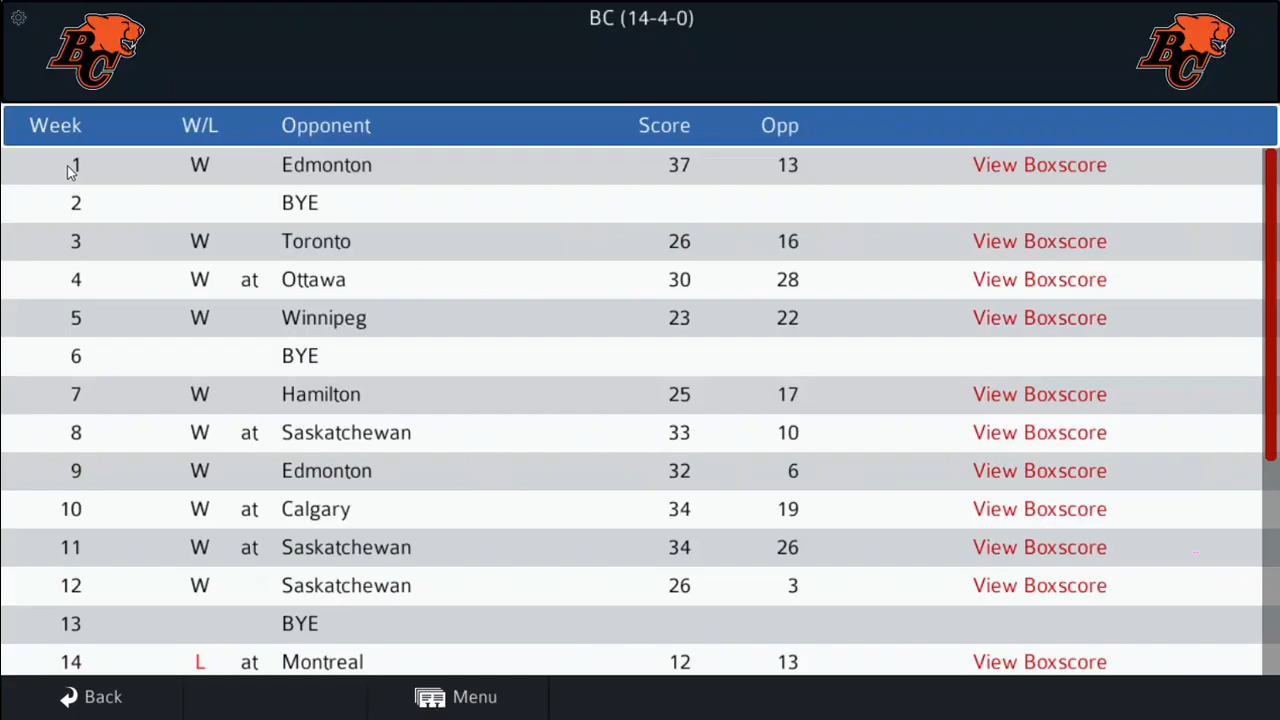 BC (14-4-0)
BC BC
Week W/L Opponent Score Opp
1 W Edmonton 37 13 View Boxscore
2 BYE
3 W Toronto 26 16 View Boxscore
4 W at Ottawa 30 28 View Boxscore
5 W Winnipeg 23 22 View Boxscore
6 BYE
7 W Hamilton 25 17 View Boxscore
8 W at Saskatchewan 33 10 View Boxscore
9 W Edmonton 32 6 View Boxscore
10 W at Calgary 34 19 View Boxscore
11 W at Saskatchewan 34 26 View Boxscore
12 W Saskatchewan 26 3 View Boxscore
13 BYE
14 L at Montreal 12 13 View Boxscore
Back Menu